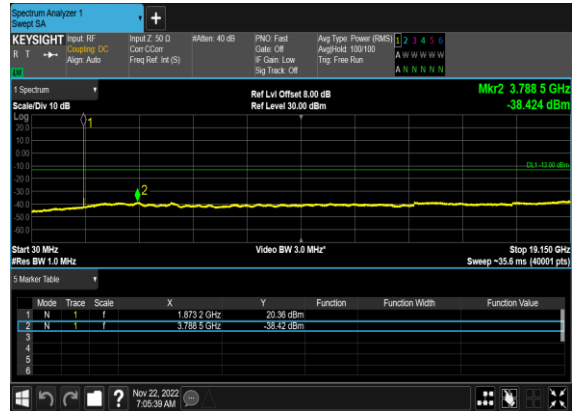 Spectrum Analyzer 1
Swept SA
+
KEYSIGHT Input: RF Input Z: 50 Ω #Atten: 40 dB PNO: Fast Avg Type: Power (RMS) 1 2 3 4 5 6
R T Coupling: DC Corr CCorr Gate: Off Avg|Hold: 100/100 A W W W W W
Align: Auto Freq Ref: Int (S) IF Gain: Low Trig: Free Run
Sig Track: Off A N N N N N
LW
1 Spectrum Ref Lvl Offset 8.00 dB Mkr2 3.788 5 GHz
Scale/Div 10 dB Ref Level 30.00 dBm -38.424 dBm
Log
20.0
10.0
0.00
-10.0
-20.0
-30.0
-40.0
-50.0
-60.0
1
DL1 -13.00 dBm
2
Start 30 MHz Video BW 3.0 MHz* Stop 19.150 GHz
#Res BW 1.0 MHz Sweep ~35.6 ms (40001 pts)
5 Marker Table
Mode Trace Scale X Y Function Function Width Function Value
1 N 1 f 1.873 2 GHz 20.36 dBm
2 N 1 f 3.788 5 GHz -38.42 dBm
3
4
5
6
? Nov 22, 2022
7:05:39 AM